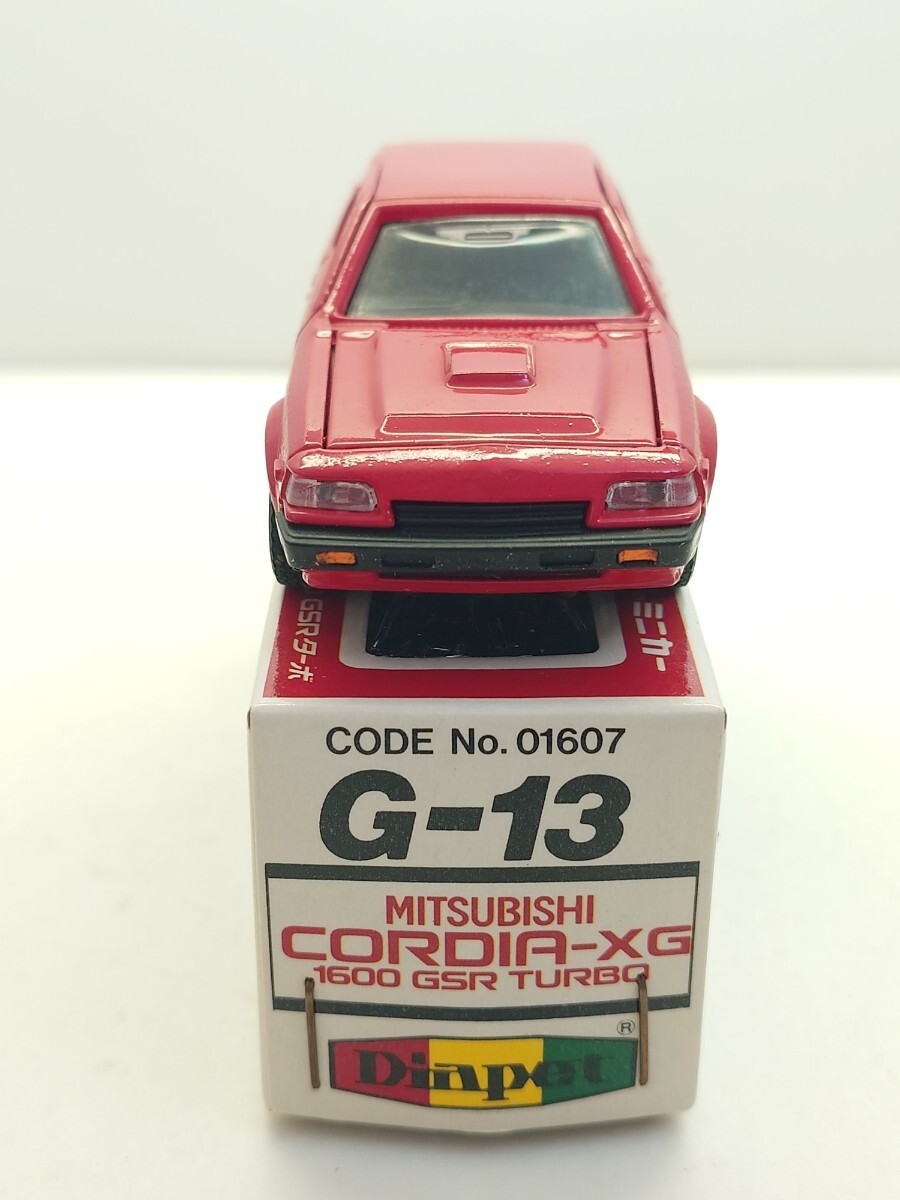 GSRターボ
ミニカー
CODE No. 01607
G-13
MITSUBISHI
CORDIA-XG
1600 GSR TURBO
®
Diapet